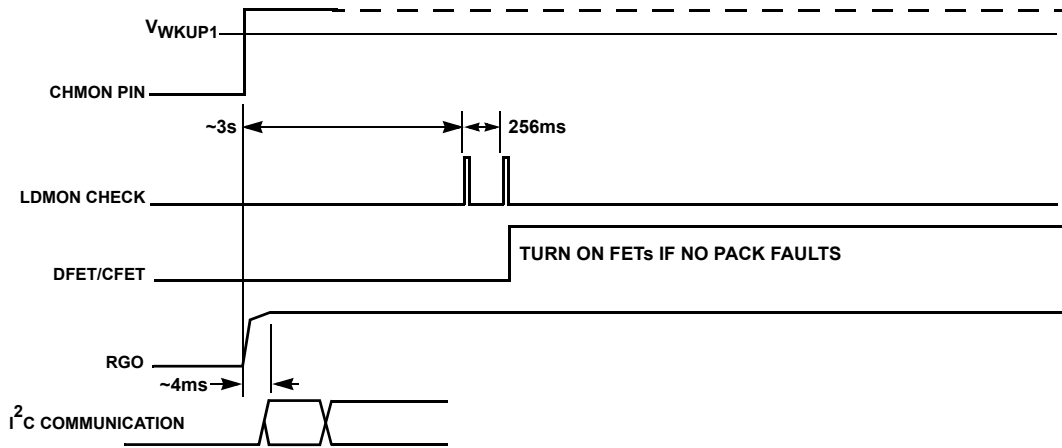 VWKUP1
CHMON PIN
~3s
256ms
LDMON CHECK
TURN ON FETs IF NO PACK FAULTS
DFET/CFET
RGO
~4ms
I2C COMMUNICATION